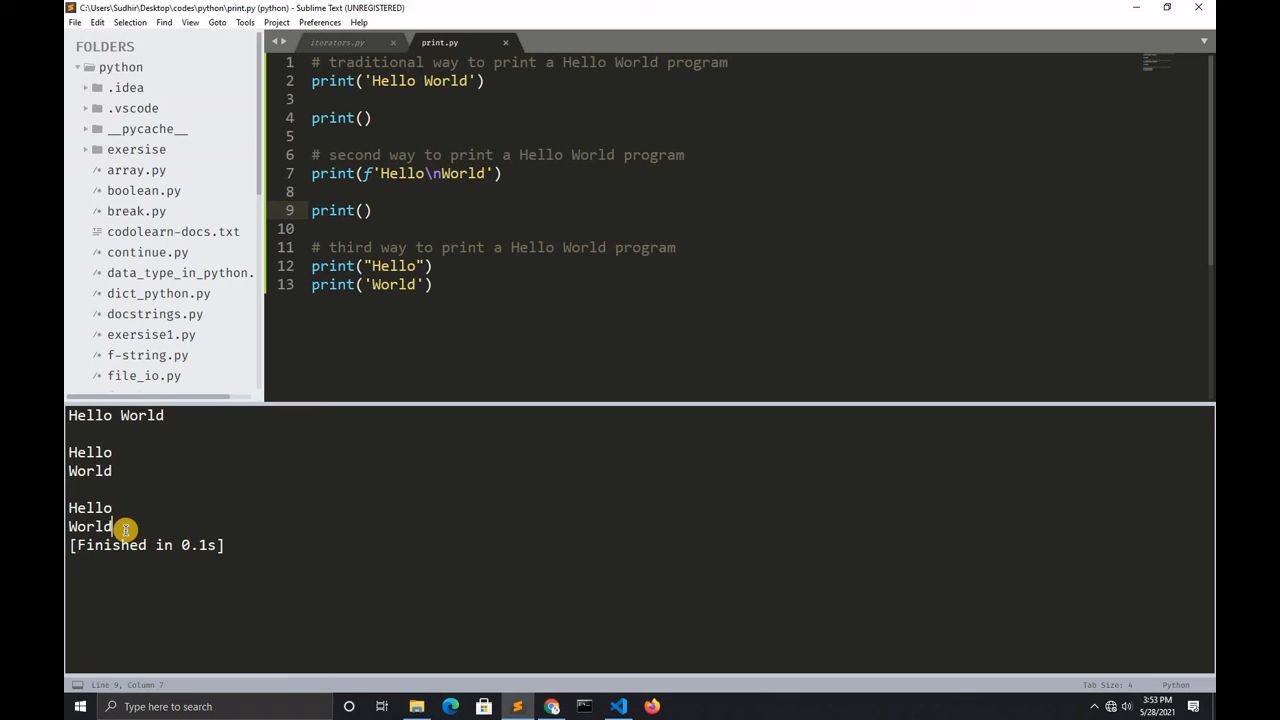 C:\Users\Sudhir\Desktop\codes\python\print.py (python) - Sublime Text (UNREGISTERED)
File Edit Selection Find View Goto Tools Project Preferences Help
FOLDERS
python
.idea
.vscode
__pycache__
exersise
array.py
boolean.py
break.py
codolearn-docs.txt
continue.py
data_type_in_python.
dict_python.py
docstrings.py
exersise1.py
f-string.py
file_io.py
iterators.py
print.py
1 # traditional way to print a Hello World program
2 print('Hello World')
3
4 print()
5
6 # second way to print a Hello World program
7 print(f'Hello\nWorld')
8
9 print()
10
11 # third way to print a Hello World program
12 print("Hello")
13 print('World')
Hello World
Hello
World
Hello
World
[Finished in 0.1s]
Line 9, Column 7
Tab Size: 4
Python
Type here to search
3:53 PM
5/28/2021